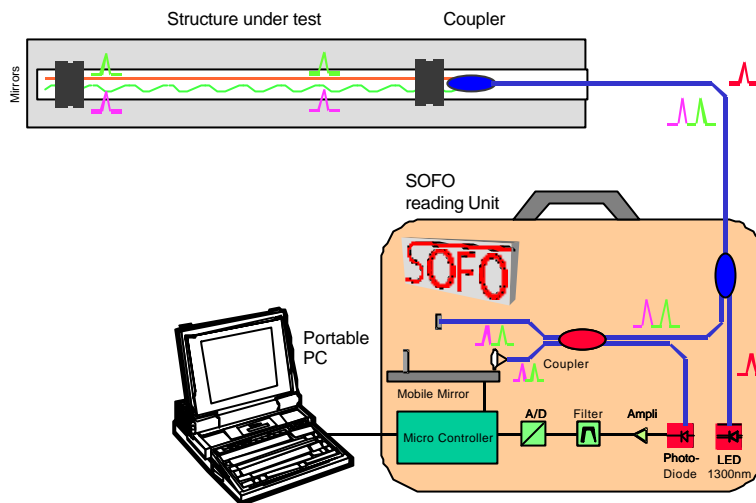 Structure under test
Coupler
Mirrors
SOFO
reading Unit
SOFO
Portable
PC
Coupler
Mobile Mirror
Micro Controller
A/D
Filter
Ampli
Photo-
Diode
LED
1300nm